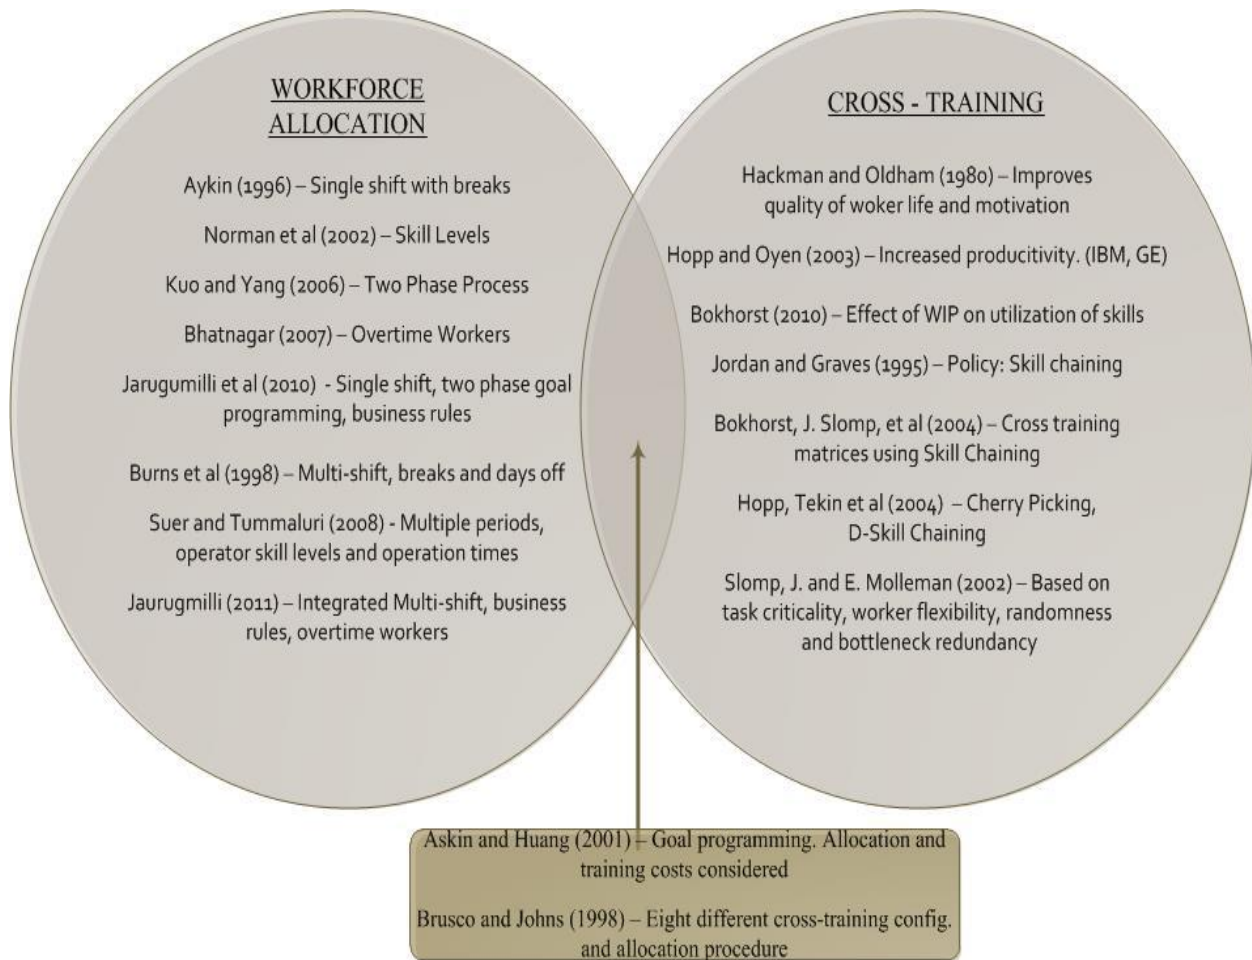 WORKFORCE
ALLOCATION
Aykin (1996) – Single shift with breaks
Norman et al (2002) – Skill Levels
Kuo and Yang (2006) – Two Phase Process
Bhatnagar (2007) – Overtime Workers
Jarugumilli et al (2010)  - Single shift, two phase goal
programming, business rules
Burns et al (1998) – Multi-shift, breaks and days off
Suer and Tummaluri (2008) - Multiple periods,
operator skill levels and operation times
Jaurugmilli (2011) – Integrated Multi-shift, business
rules, overtime workers
CROSS - TRAINING
Hackman and Oldham (1980) – Improves
quality of woker life and motivation
Hopp and Oyen (2003) – Increased producitivity. (IBM, GE)
Bokhorst (2010) – Effect of WIP on utilization of skills
Jordan and Graves (1995) – Policy: Skill chaining
Bokhorst, J. Slomp, et al (2004) – Cross training
matrices using Skill Chaining
Hopp, Tekin et al (2004) – Cherry Picking,
D-Skill Chaining
Slomp, J. and E. Molleman (2002) – Based on
task criticality, worker flexibility, randomness
and bottleneck redundancy
Askin and Huang (2001) – Goal programming. Allocation and
training costs considered
Brusco and Johns (1998) – Eight different cross-training config.
and allocation procedure